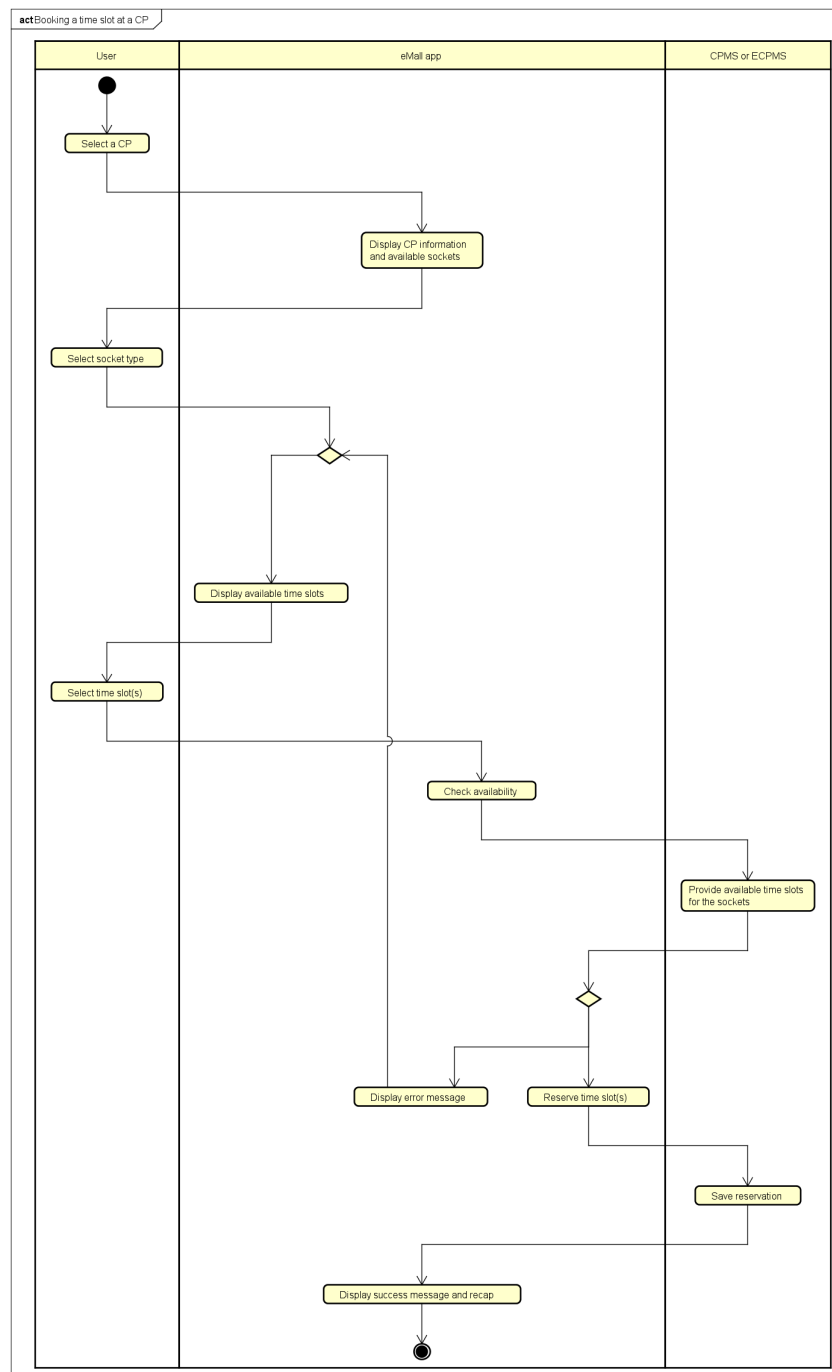 act Booking a time slot at a CP
User
eMall app
CPMS or ECPMS
Select a CP
Display CP information
and available sockets
Select socket type
Display available time slots
Select time slot(s)
Check availability
Provide available time slots
for the sockets
Display error message
Reserve time slot(s)
Save reservation
Display success message and recap